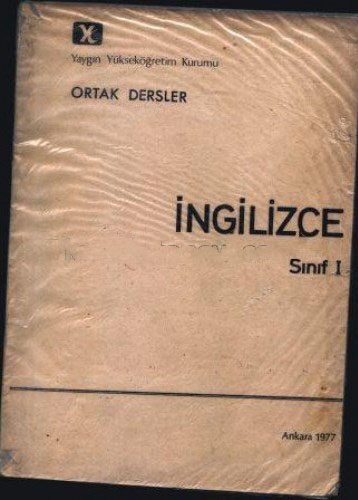 Yaygın Yükseköğretim Kurumu
ORTAK DERSLER
İNGİLİZCE
Sınıf I
Ankara 1977